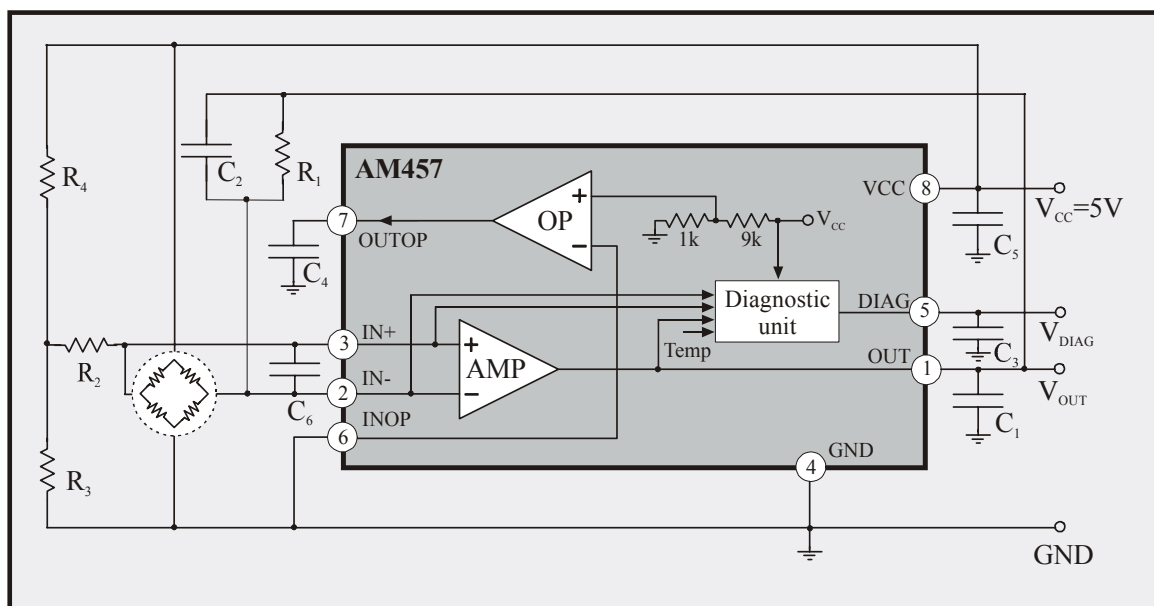 AM457
R4
C2
R1
7
OUTOP
OP
+
−
1k
9k
VCC
VCC
8
VCC=5V
C5
C4
Diagnostic
unit
DIAG
5
VDIAG
C3
Temp
IN+
3
R2
AMP
+
−
OUT
1
VOUT
IN-
2
C6
INOP
6
C1
R3
GND
4
GND